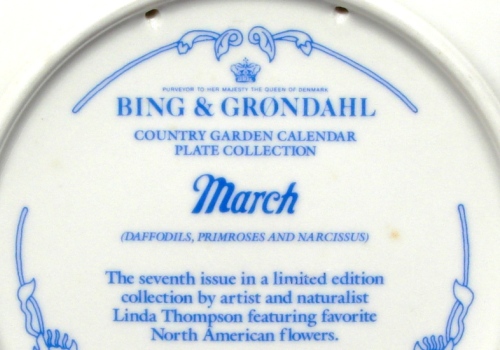 PURVEYOR TO HER MAJESTY THE QUEEN OF DENMARK
BING & GRØNDAHL
COUNTRY GARDEN CALENDAR
PLATE COLLECTION
March
(DAFFODILS, PRIMROSES AND NARCISSUS)
The seventh issue in a limited edition
collection by artist and naturalist
Linda Thompson featuring favorite
North American flowers.